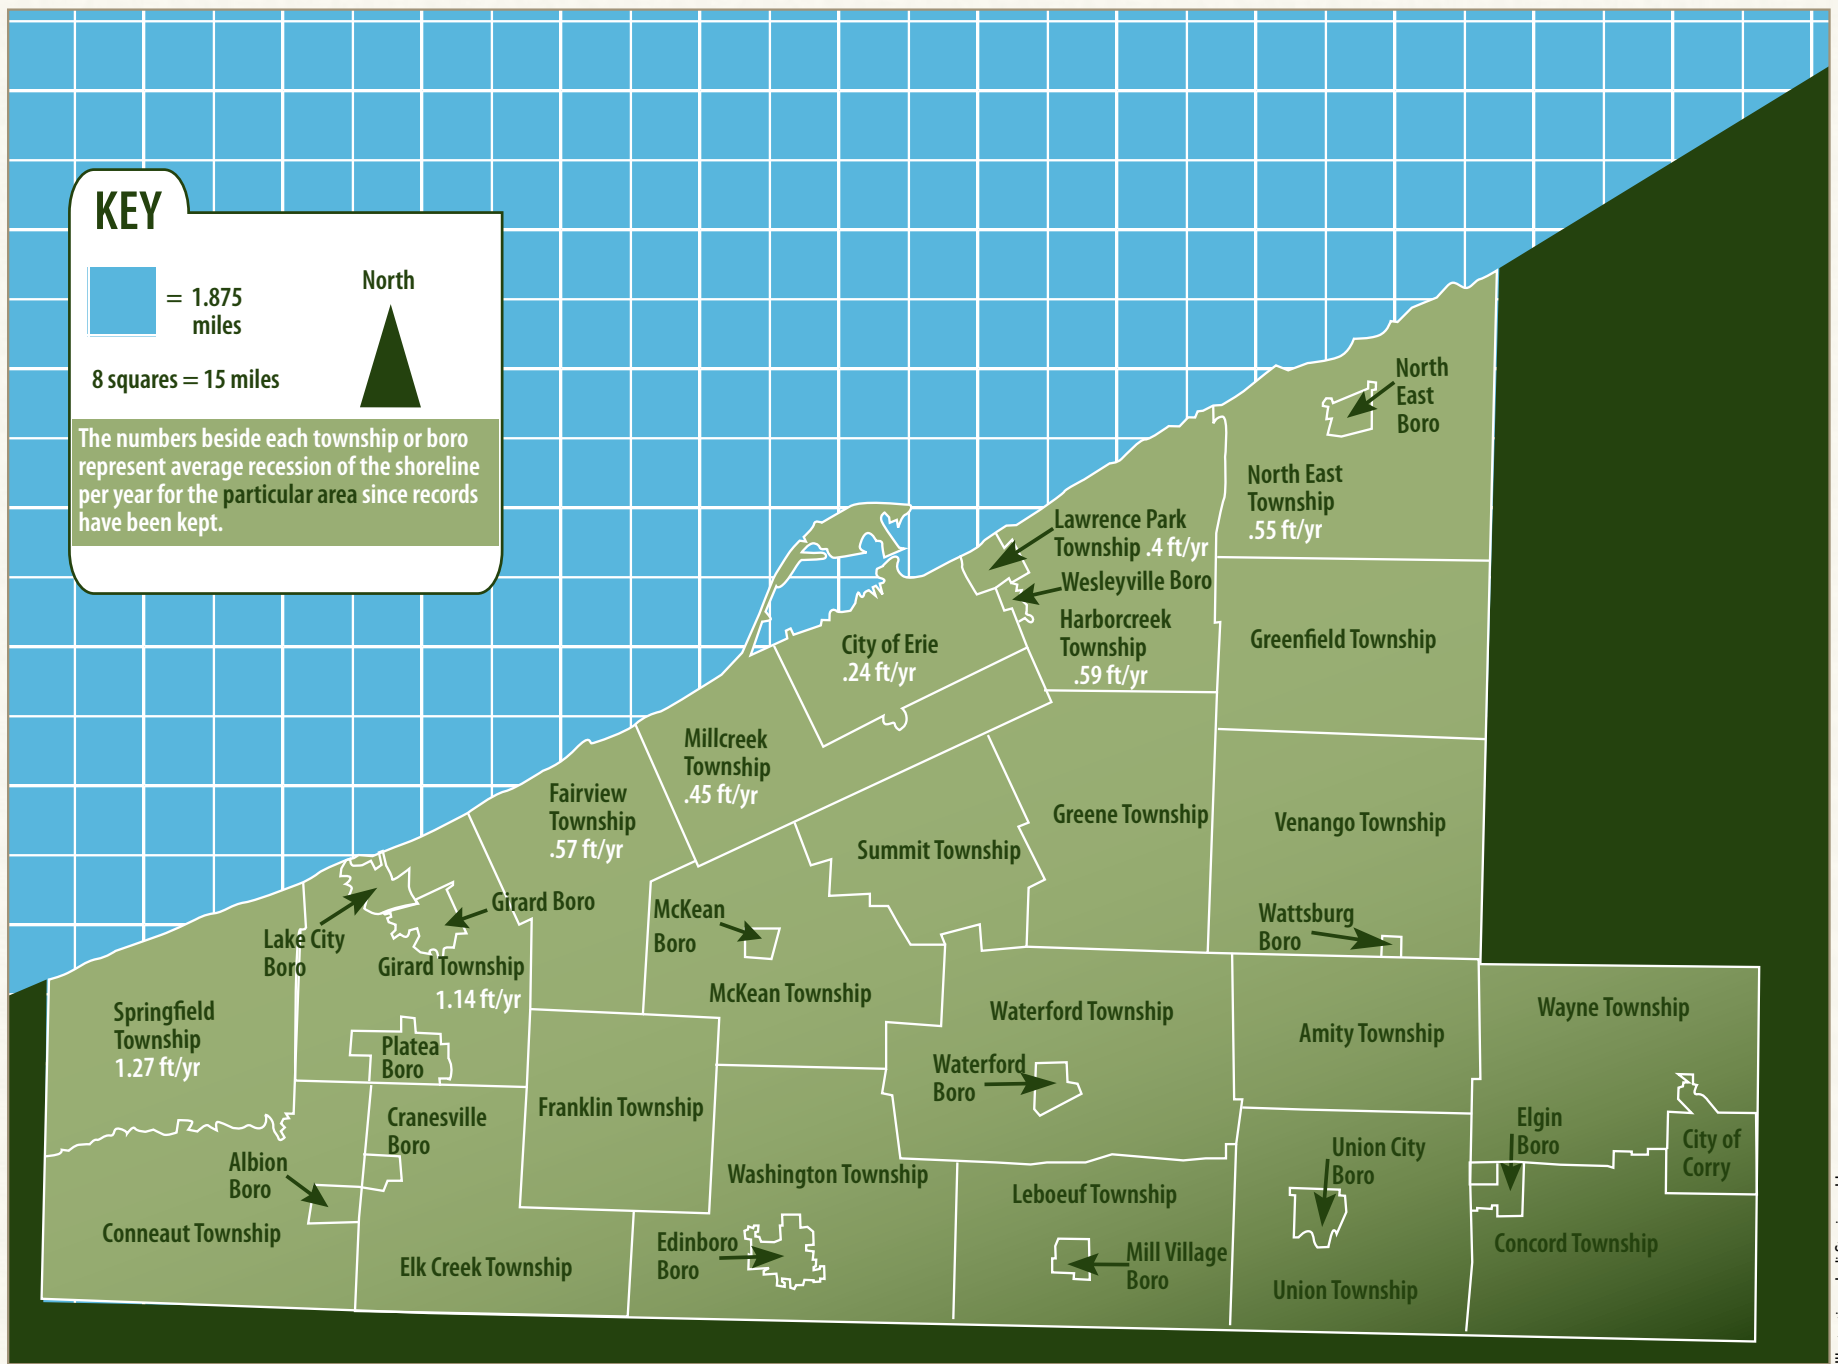 KEY
= 1.875
miles
North
8 squares = 15 miles
The numbers beside each township or boro
represent average recession of the shoreline
per year for the particular area since records
have been kept.
North
East
Boro
North East
Township
.55 ft/yr
Lawrence Park
Township .4 ft/yr
Wesleyville Boro
Harborcreek
Township
.59 ft/yr
Greenfield Township
City of Erie
.24 ft/yr
Millcreek
Township
.45 ft/yr
Fairview
Township
.57 ft/yr
Greene Township
Venango Township
Summit Township
Girard Boro
McKean
Boro
Wattsburg
Boro
Lake City
Boro
Girard Township
1.14 ft/yr
McKean Township
Springfield
Township
1.27 ft/yr
Waterford Township
Wayne Township
Amity Township
Platea
Boro
Waterford
Boro
Franklin Township
Cranesville
Boro
Elgin
Boro
City of
Corry
Union City
Boro
Albion
Boro
Washington Township
Leboeuf Township
Conneaut Township
Edinboro
Boro
Mill Village
Boro
Concord Township
Elk Creek Township
Union Township